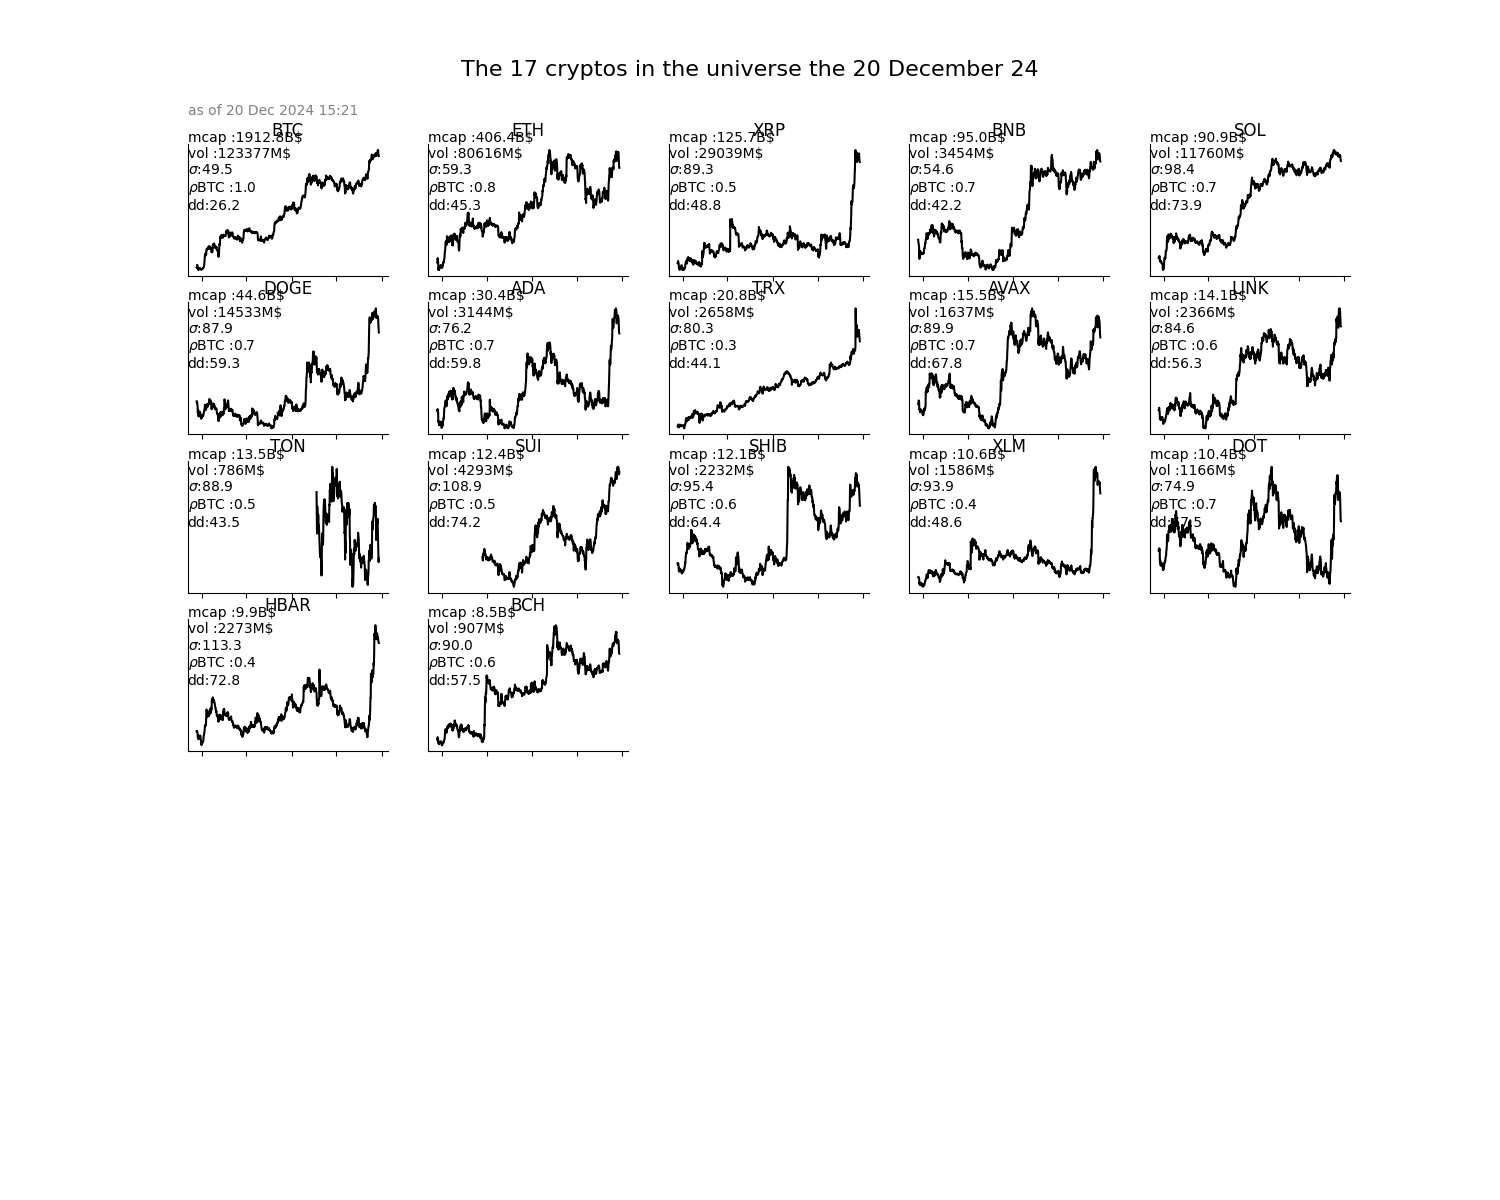 The 17 cryptos in the universe the 20 December 24
as of 20 Dec 2024 15:21
BTC
mcap :1912.8B$
vol :123377M$
σ:49.5
ρBTC :1.0
dd:26.2
ETH
mcap :406.4B$
vol :80616M$
σ:59.3
ρBTC :0.8
dd:45.3
XRP
mcap :125.7B$
vol :29039M$
σ:89.3
ρBTC :0.5
dd:48.8
BNB
mcap :95.0B$
vol :3454M$
σ:54.6
ρBTC :0.7
dd:42.2
SOL
mcap :90.9B$
vol :11760M$
σ:98.4
ρBTC :0.7
dd:73.9
DOGE
mcap :44.6B$
vol :14533M$
σ:87.9
ρBTC :0.7
dd:59.3
ADA
mcap :30.4B$
vol :3144M$
σ:76.2
ρBTC :0.7
dd:59.8
TRX
mcap :20.8B$
vol :2658M$
σ:80.3
ρBTC :0.3
dd:44.1
AVAX
mcap :15.5B$
vol :1637M$
σ:89.9
ρBTC :0.7
dd:67.8
LINK
mcap :14.1B$
vol :2366M$
σ:84.6
ρBTC :0.6
dd:56.3
TON
mcap :13.5B$
vol :786M$
σ:88.9
ρBTC :0.5
dd:43.5
SUI
mcap :12.4B$
vol :4293M$
σ:108.9
ρBTC :0.5
dd:74.2
SHIB
mcap :12.1B$
vol :2232M$
σ:95.4
ρBTC :0.6
dd:64.4
XLM
mcap :10.6B$
vol :1586M$
σ:93.9
ρBTC :0.4
dd:48.6
DOT
mcap :10.4B$
vol :1166M$
σ:74.9
ρBTC :0.7
HBAR
mcap :9.9B$
vol :2273M$
σ:113.3
ρBTC :0.4
dd:72.8
BCH
mcap :8.5B$
vol :907M$
σ:90.0
ρBTC :0.6
dd:57.5